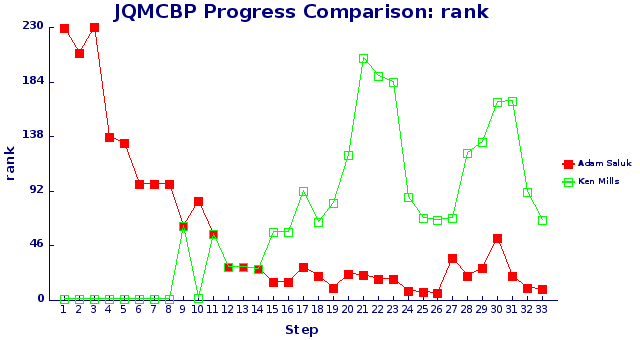 JQMCBP Progress Comparison: rank
230
184
138
92
46
0
rank
1 2 3 4 5 6 7 8 9 10 11 12 13 14 15 16 17 18 19 20 21 22 23 24 25 26 27 28 29 30 31 32 33
Step
Adam Saluk
Ken Mills